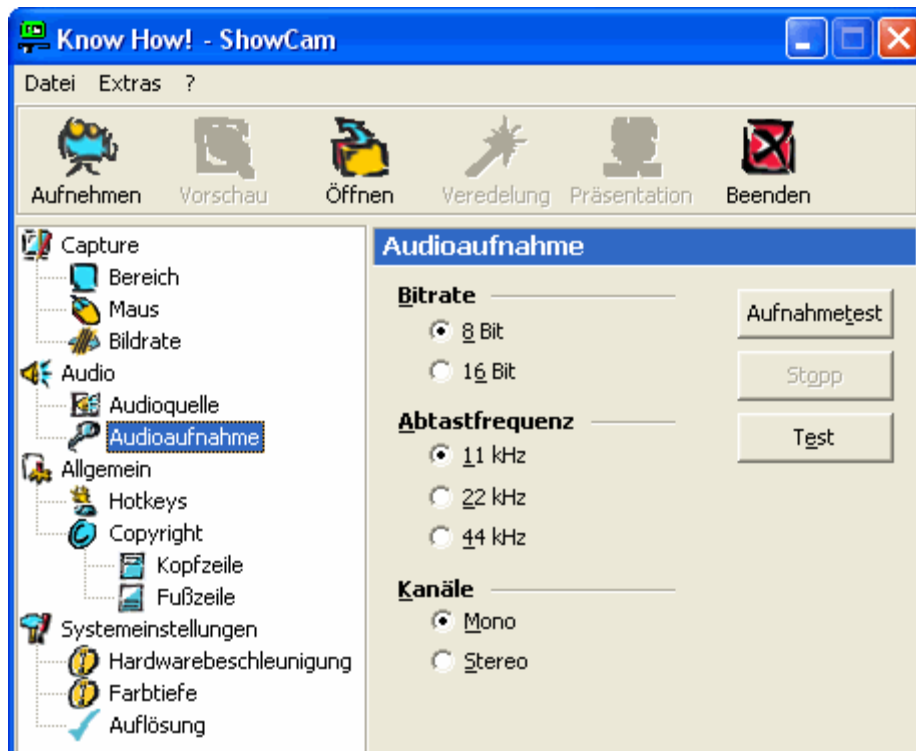 Know How! - ShowCam
Datei Extras ?
Aufnehmen Vorschau Öffnen Veredelung Präsentation Beenden
Capture
Bereich
Maus
Bildrate
Audio
Audioquelle
Audioaufnahme
Allgemein
Hotkeys
Copyright
Kopfzeile
Fußzeile
Systemeinstellungen
Hardwarebeschleunigung
Farbtiefe
Auflösung
Audioaufnahme
Bitrate
8 Bit
16 Bit
Abtastfrequenz
11 kHz
22 kHz
44 kHz
Kanäle
Mono
Stereo
Aufnahmetest
Stopp
Test